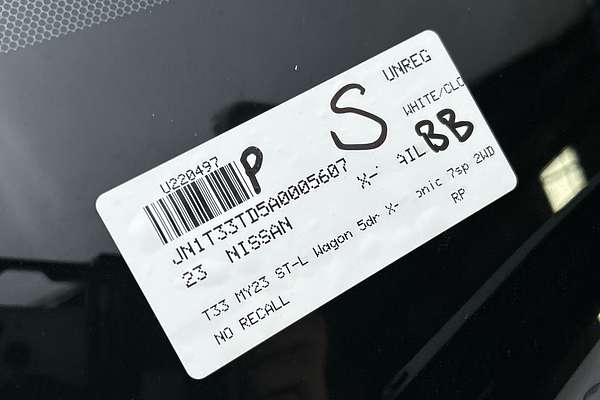 UNREG
S
WHITE/CLO
U220497 P
BB
JN1T33TD5A0005607 X- AIL
23 NISSAN
T33 MY23 ST-L Wagon 5dr X- onic 7sp 2WD
NO RECALL RP